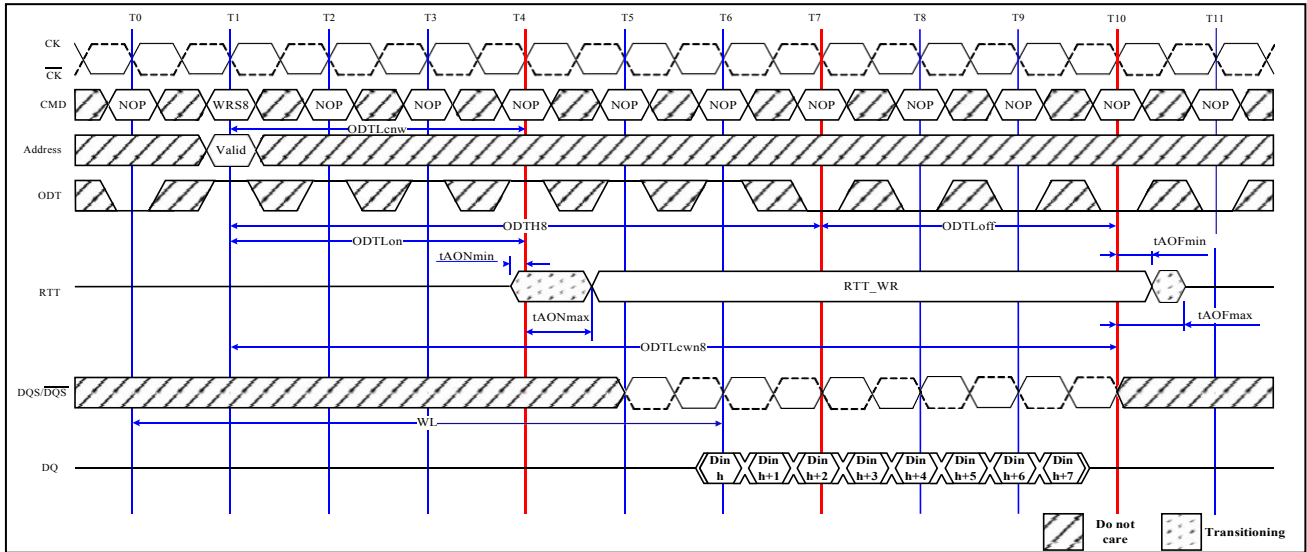 T0 T1 T2 T3 T4 T5 T6 T7 T8 T9 T10 T11
CK
CK
CMD NOP WRS8 NOP NOP NOP NOP NOP NOP NOP NOP NOP NOP
ODTLcnw
Address Valid
ODT
ODTH8 ODTLoff
ODTLon
tAOFmin
tAONmin
RTT RTT_WR
tAONmax tAOFmax
ODTLcwn8
DQS/DQS
WL
DQ Din h Din h+1 Din h+2 Din h+3 Din h+4 Din h+5 Din h+6 Din h+7
Do not care Transitioning